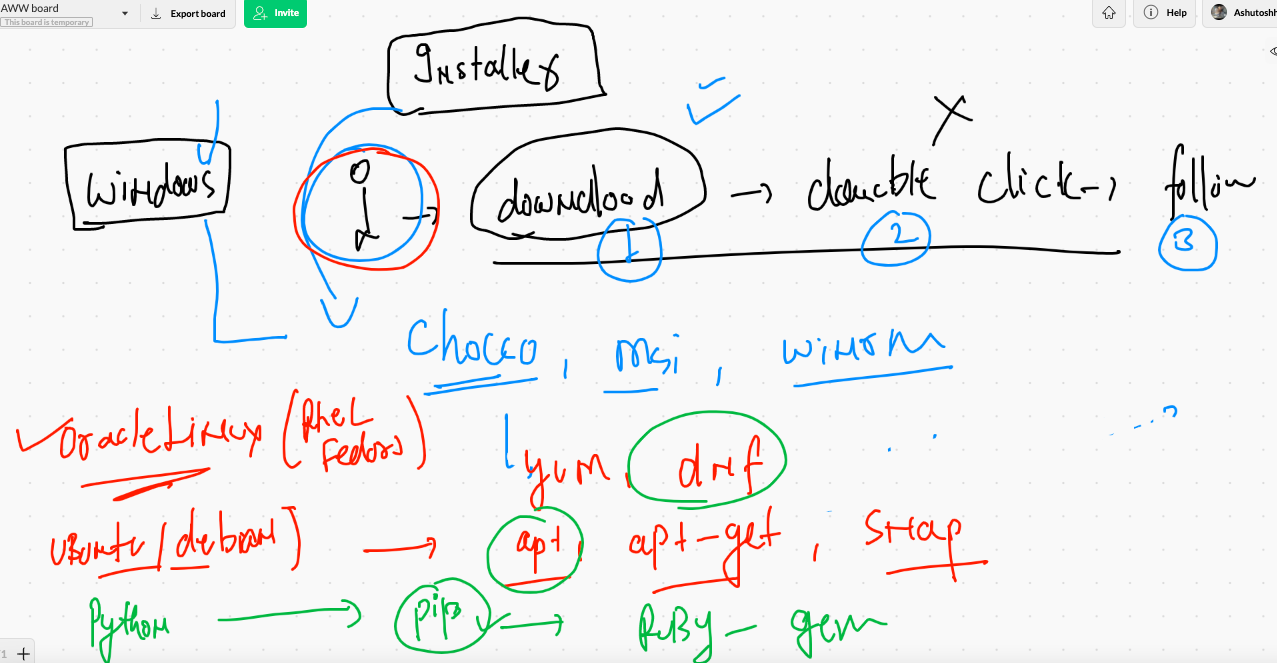 AWW board
This board is temporary
Export board
Invite
Help
Ashutoshh
Installer
Windows
download → double click → follow
1 2 3
Chocco, msi, winrm
✓ OracleLinux (RheL
Fedora)
yum, dnf
Ubuntu/debian) → apt, apt-get, snap
Python → pip → RuBy - gem
1 +